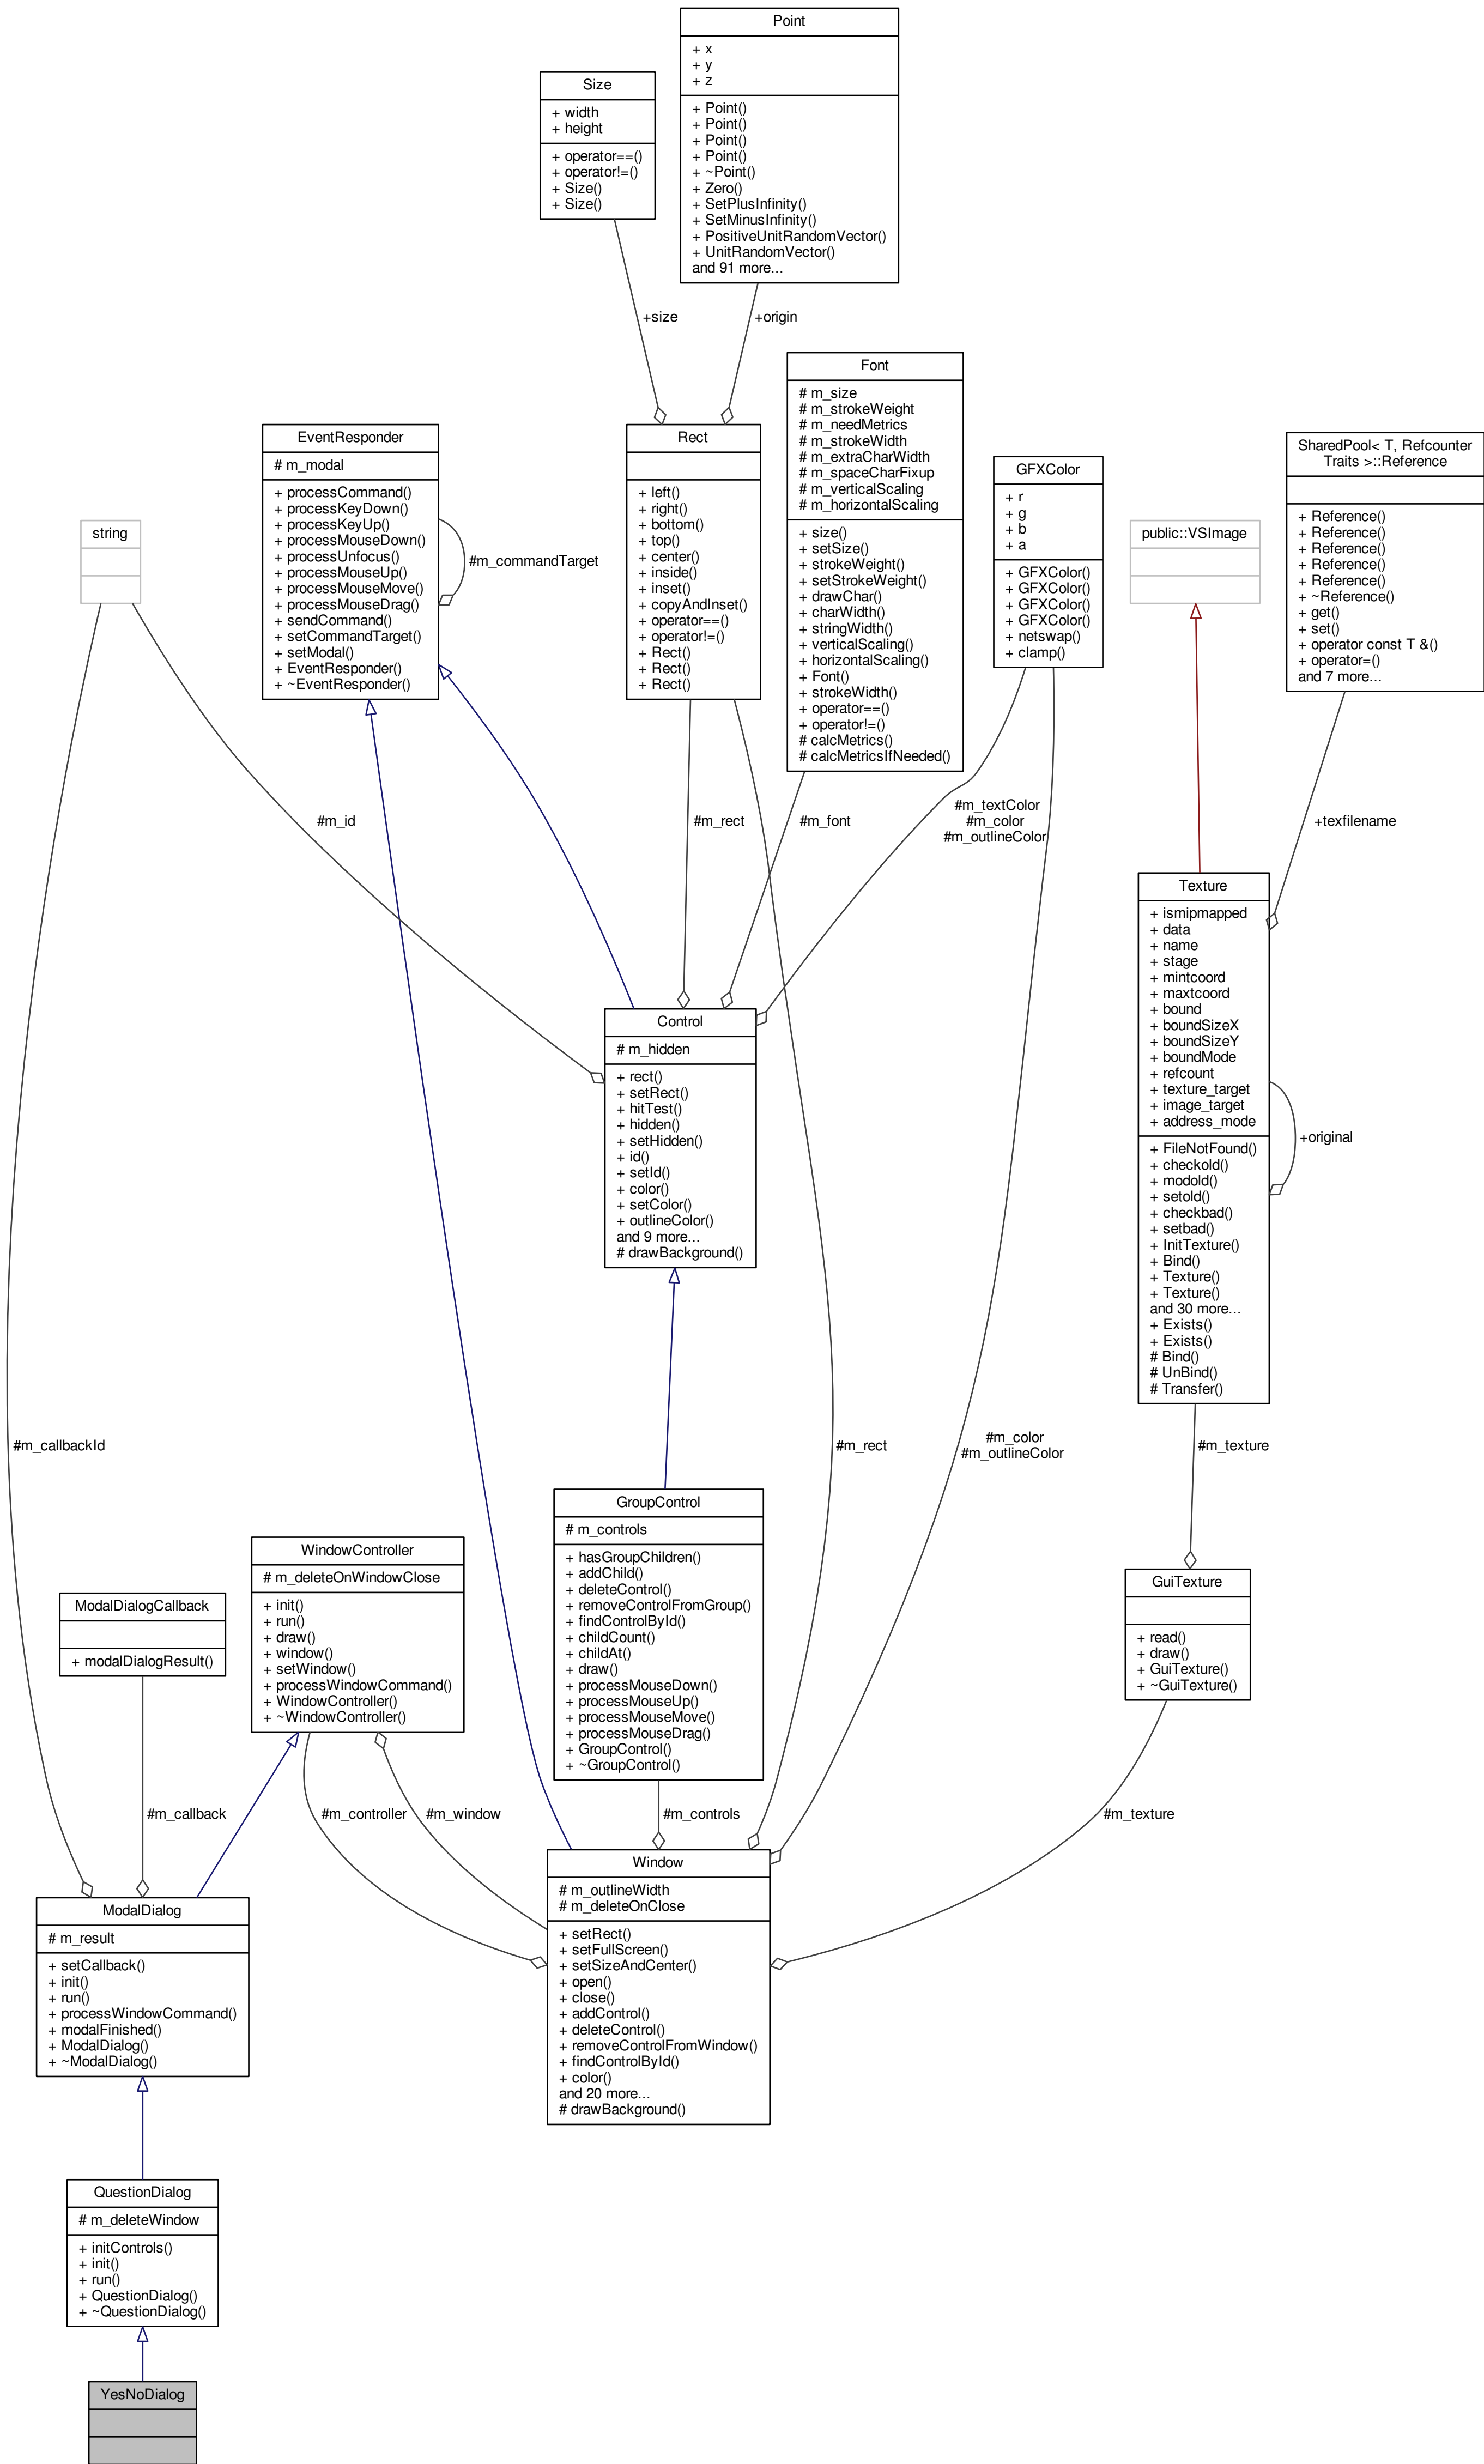 Point
+ x
+ y
+ z
+ Point()
+ Point()
+ Point()
+ Point()
+ ~Point()
+ Zero()
+ SetPlusInfinity()
+ SetMinusInfinity()
+ PositiveUnitRandomVector()
+ UnitRandomVector()
and 91 more...
Size
+ width
+ height
+ operator==()
+ operator!=()
+ Size()
+ Size()
+size
+origin
EventResponder
# m_modal
+ processCommand()
+ processKeyDown()
+ processKeyUp()
+ processMouseDown()
+ processUnfocus()
+ processMouseUp()
+ processMouseMove()
+ processMouseDrag()
+ sendCommand()
+ setCommandTarget()
+ setModal()
+ EventResponder()
+ ~EventResponder()
#m_commandTarget
Rect
+ left()
+ right()
+ bottom()
+ top()
+ center()
+ inside()
+ inset()
+ copyAndInset()
+ operator==()
+ operator!=()
+ Rect()
+ Rect()
+ Rect()
Font
# m_size
# m_strokeWeight
# m_needMetrics
# m_strokeWidth
# m_extraCharWidth
# m_spaceCharFixup
# m_verticalScaling
# m_horizontalScaling
+ size()
+ setSize()
+ strokeWeight()
+ setStrokeWeight()
+ drawChar()
+ charWidth()
+ stringWidth()
+ verticalScaling()
+ horizontalScaling()
+ Font()
+ strokeWidth()
+ operator==()
+ operator!=()
# calcMetrics()
# calcMetricsIfNeeded()
GFXColor
+ r
+ g
+ b
+ a
+ GFXColor()
+ GFXColor()
+ GFXColor()
+ GFXColor()
+ netswap()
+ clamp()
public::VSImage
SharedPool< T, Refcounter
Traits >::Reference
+ Reference()
+ Reference()
+ Reference()
+ Reference()
+ Reference()
+ ~Reference()
+ get()
+ set()
+ operator const T &()
+ operator=()
and 7 more...
string
#m_id
#m_rect
#m_font
#m_textColor
#m_color
#m_outlineColor
+texfilename
Texture
+ ismipmapped
+ data
+ name
+ stage
+ mintcoord
+ maxtcoord
+ bound
+ boundSizeX
+ boundSizeY
+ boundMode
+ refcount
+ texture_target
+ image_target
+ address_mode
+ FileNotFound()
+ checkold()
+ modold()
+ setold()
+ checkbad()
+ setbad()
+ InitTexture()
+ Bind()
+ Texture()
+ Texture()
and 30 more...
+ Exists()
+ Exists()
# Bind()
# UnBind()
# Transfer()
+original
Control
# m_hidden
+ rect()
+ setRect()
+ hitTest()
+ hidden()
+ setHidden()
+ id()
+ setId()
+ color()
+ setColor()
+ outlineColor()
and 9 more...
# drawBackground()
#m_callbackId
#m_rect
#m_color
#m_outlineColor
#m_texture
GroupControl
# m_controls
+ hasGroupChildren()
+ addChild()
+ deleteControl()
+ removeControlFromGroup()
+ findControlById()
+ childCount()
+ childAt()
+ draw()
+ processMouseDown()
+ processMouseUp()
+ processMouseMove()
+ processMouseDrag()
+ GroupControl()
+ ~GroupControl()
WindowController
# m_deleteOnWindowClose
+ init()
+ run()
+ draw()
+ window()
+ setWindow()
+ processWindowCommand()
+ WindowController()
+ ~WindowController()
ModalDialogCallback
+ modalDialogResult()
GuiTexture
+ read()
+ draw()
+ GuiTexture()
+ ~GuiTexture()
#m_callback
#m_controller
#m_window
#m_controls
#m_texture
Window
# m_outlineWidth
# m_deleteOnClose
+ setRect()
+ setFullScreen()
+ setSizeAndCenter()
+ open()
+ close()
+ addControl()
+ deleteControl()
+ removeControlFromWindow()
+ findControlById()
+ color()
and 20 more...
# drawBackground()
ModalDialog
# m_result
+ setCallback()
+ init()
+ run()
+ processWindowCommand()
+ modalFinished()
+ ModalDialog()
+ ~ModalDialog()
QuestionDialog
# m_deleteWindow
+ initControls()
+ init()
+ run()
+ QuestionDialog()
+ ~QuestionDialog()
YesNoDialog